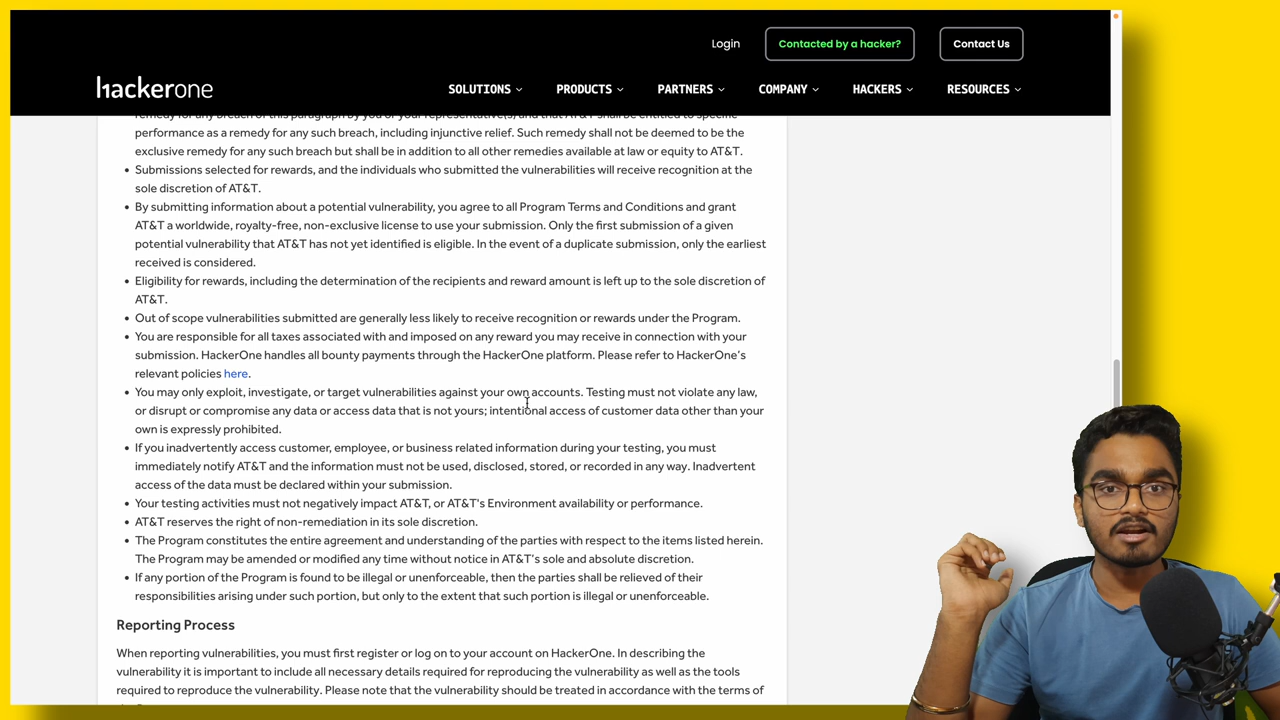 Login
Contacted by a hacker?
Contact Us
hackerone
SOLUTIONS
PRODUCTS
PARTNERS
COMPANY
HACKERS
RESOURCES
remedy for any breach of this paragraph by you or your representative(s) and that AT&T shall be entitled to specific
performance as a remedy for any such breach, including injunctive relief. Such remedy shall not be deemed to be the
exclusive remedy for any such breach but shall be in addition to all other remedies available at law or equity to AT&T.
• Submissions selected for rewards, and the individuals who submitted the vulnerabilities will receive recognition at the
sole discretion of AT&T.
• By submitting information about a potential vulnerability, you agree to all Program Terms and Conditions and grant
AT&T a worldwide, royalty-free, non-exclusive license to use your submission. Only the first submission of a given
potential vulnerability that AT&T has not yet identified is eligible. In the event of a duplicate submission, only the earliest
received is considered.
• Eligibility for rewards, including the determination of the recipients and reward amount is left up to the sole discretion of
AT&T.
• Out of scope vulnerabilities submitted are generally less likely to receive recognition or rewards under the Program.
• You are responsible for all taxes associated with and imposed on any reward you may receive in connection with your
submission. HackerOne handles all bounty payments through the HackerOne platform. Please refer to HackerOne's
relevant policies here.
• You may only exploit, investigate, or target vulnerabilities against your own accounts. Testing must not violate any law,
or disrupt or compromise any data or access data that is not yours; intentional access of customer data other than your
own is expressly prohibited.
• If you inadvertently access customer, employee, or business related information during your testing, you must
immediately notify AT&T and the information must not be used, disclosed, stored, or recorded in any way. Inadvertent
access of the data must be declared within your submission.
• Your testing activities must not negatively impact AT&T, or AT&T's Environment availability or performance.
• AT&T reserves the right of non-remediation in its sole discretion.
• The Program constitutes the entire agreement and understanding of the parties with respect to the items listed herein.
The Program may be amended or modified any time without notice in AT&T's sole and absolute discretion.
• If any portion of the Program is found to be illegal or unenforceable, then the parties shall be relieved of their
responsibilities arising under such portion, but only to the extent that such portion is illegal or unenforceable.
Reporting Process
When reporting vulnerabilities, you must first register or log on to your account on HackerOne. In describing the
vulnerability it is important to include all necessary details required for reproducing the vulnerability as well as the tools
required to reproduce the vulnerability. Please note that the vulnerability should be treated in accordance with the terms of